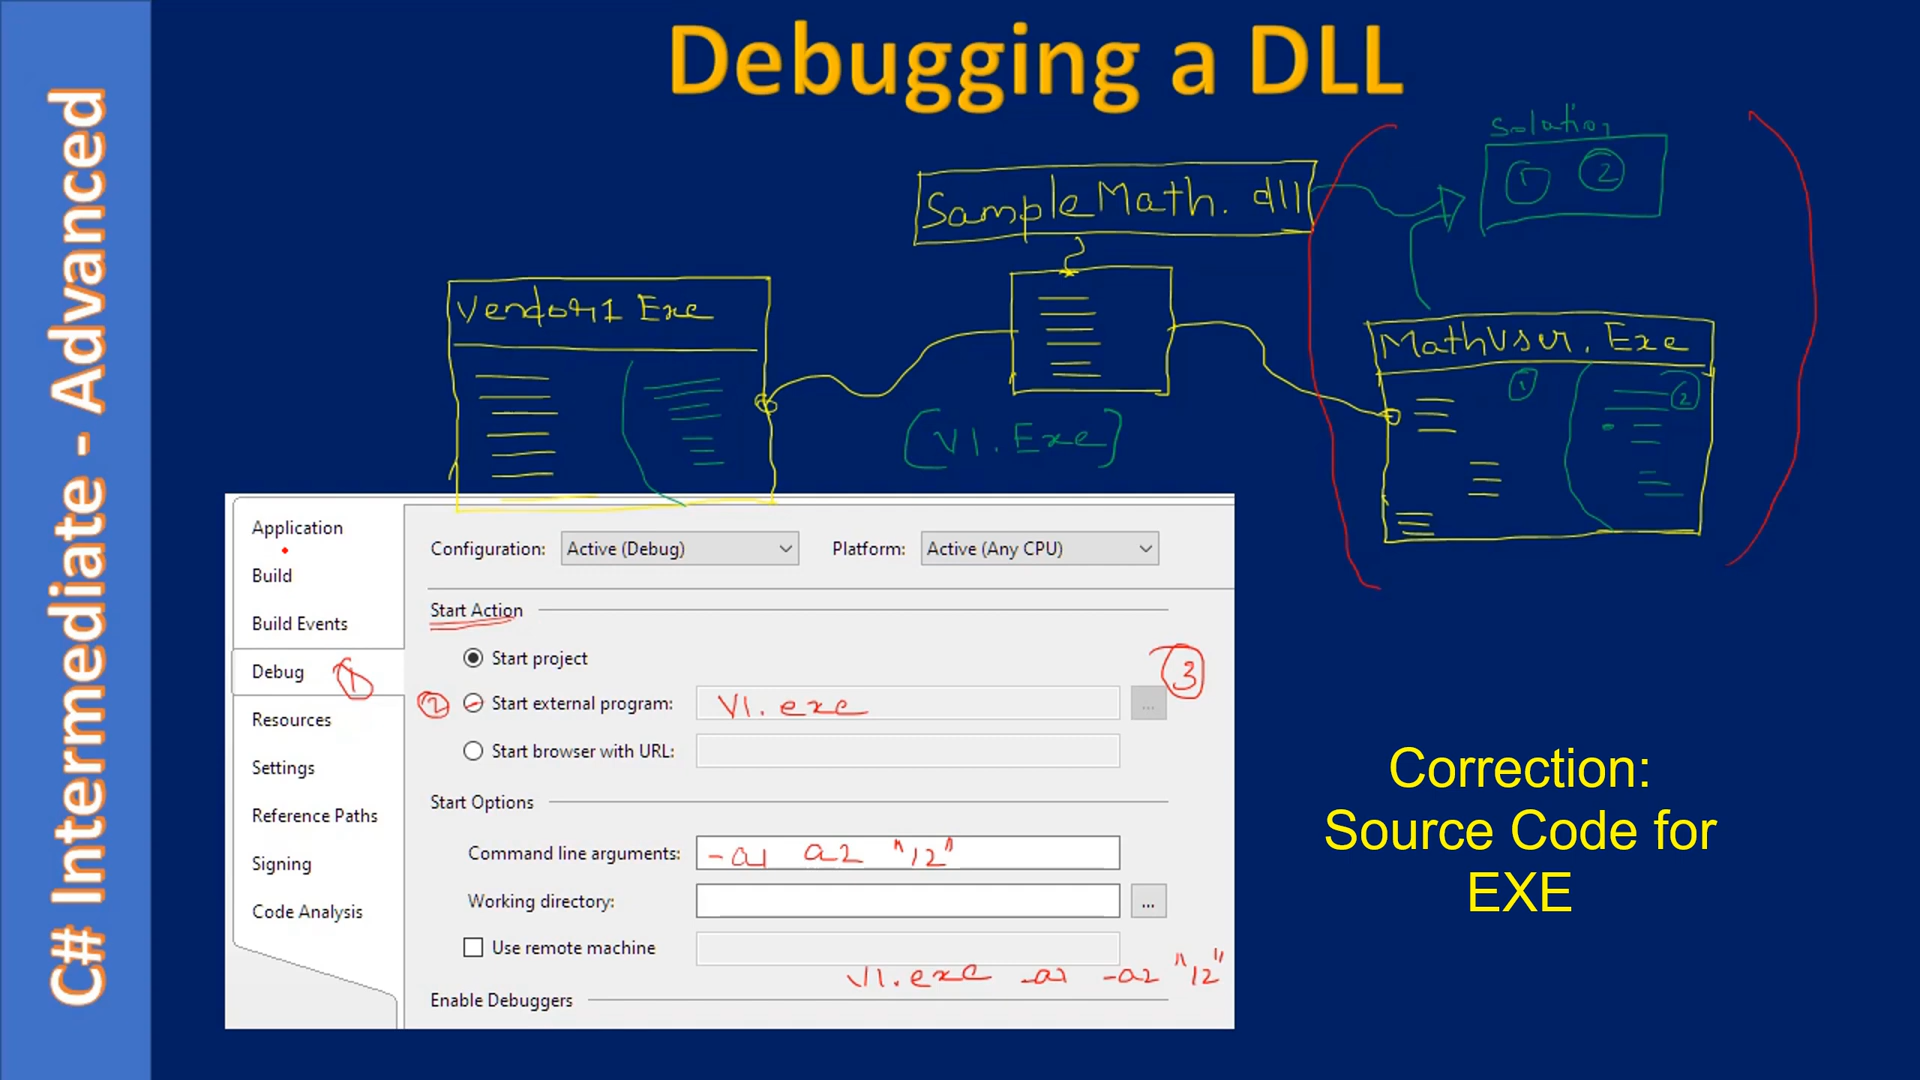 C# Intermediate - Advanced
Debugging a DLL
solution
1 2
SampleMath.dll
Vendor1 Exe
MathUser.Exe
1 2
(V1.Exe)
Application
Build
Build Events
Debug 1
Resources
Settings
Reference Paths
Signing
Code Analysis
Configuration: Active (Debug) Platform: Active (Any CPU)
Start Action
Start project
3
2 Start external program: V1.exe ...
Start browser with URL:
Start Options
Command line arguments: -a1 a2 "12"
Working directory: ...
Use remote machine
V1.exe -a1 -a2 "12"
Enable Debuggers
Correction:
Source Code for
EXE